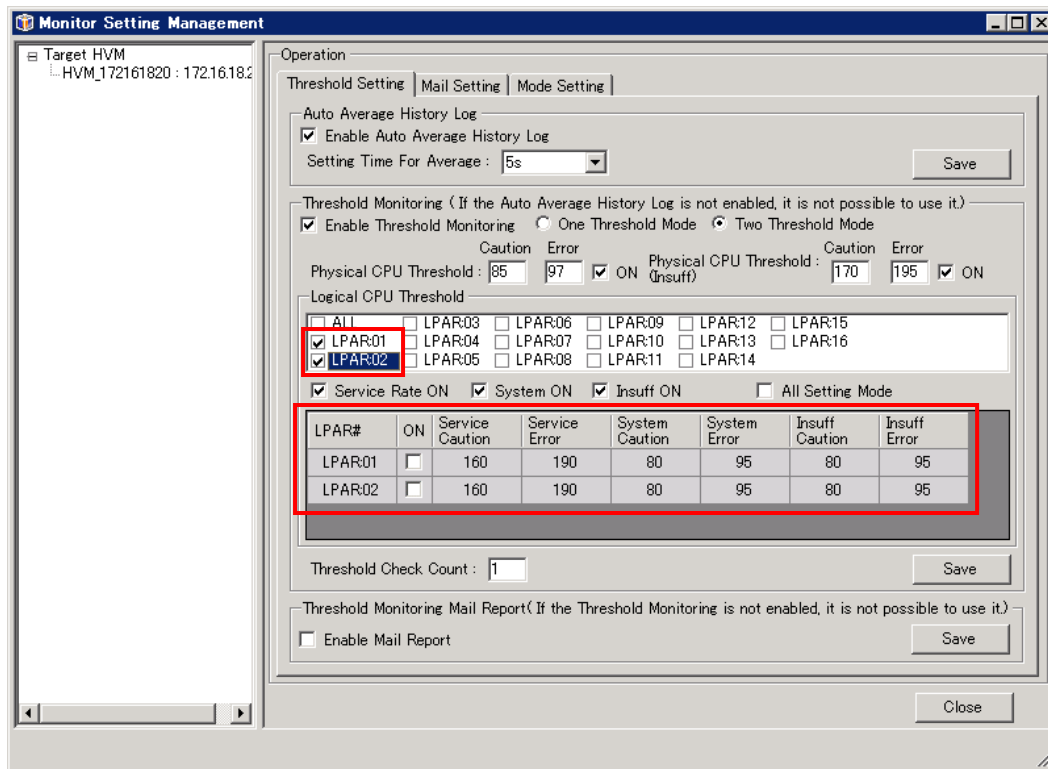 Monitor Setting Management
Target HVM
HVM_172161820 : 172.16.18.2
Operation
Threshold Setting Mail Setting Mode Setting
Auto Average History Log
Enable Auto Average History Log
Setting Time For Average : 5s
Save
Threshold Monitoring ( If the Auto Average History Log is not enabled, it is not possible to use it.)
Enable Threshold Monitoring One Threshold Mode Two Threshold Mode
Caution Error Caution Error
Physical CPU Threshold : 85 97 ON Physical CPU Threshold : (Insuff) 170 195 ON
Logical CPU Threshold
ALL LPAR:03 LPAR:06 LPAR:09 LPAR:12 LPAR:15
LPAR:01 LPAR:04 LPAR:07 LPAR:10 LPAR:13 LPAR:16
LPAR:02 LPAR:05 LPAR:08 LPAR:11 LPAR:14
Service Rate ON System ON Insuff ON All Setting Mode
LPAR# ON Service Caution Service Error System Caution System Error Insuff Caution Insuff Error
LPAR:01 160 190 80 95 80 95
LPAR:02 160 190 80 95 80 95
Threshold Check Count : 1
Save
Threshold Monitoring Mail Report( If the Threshold Monitoring is not enabled, it is not possible to use it.)
Enable Mail Report
Save
Close